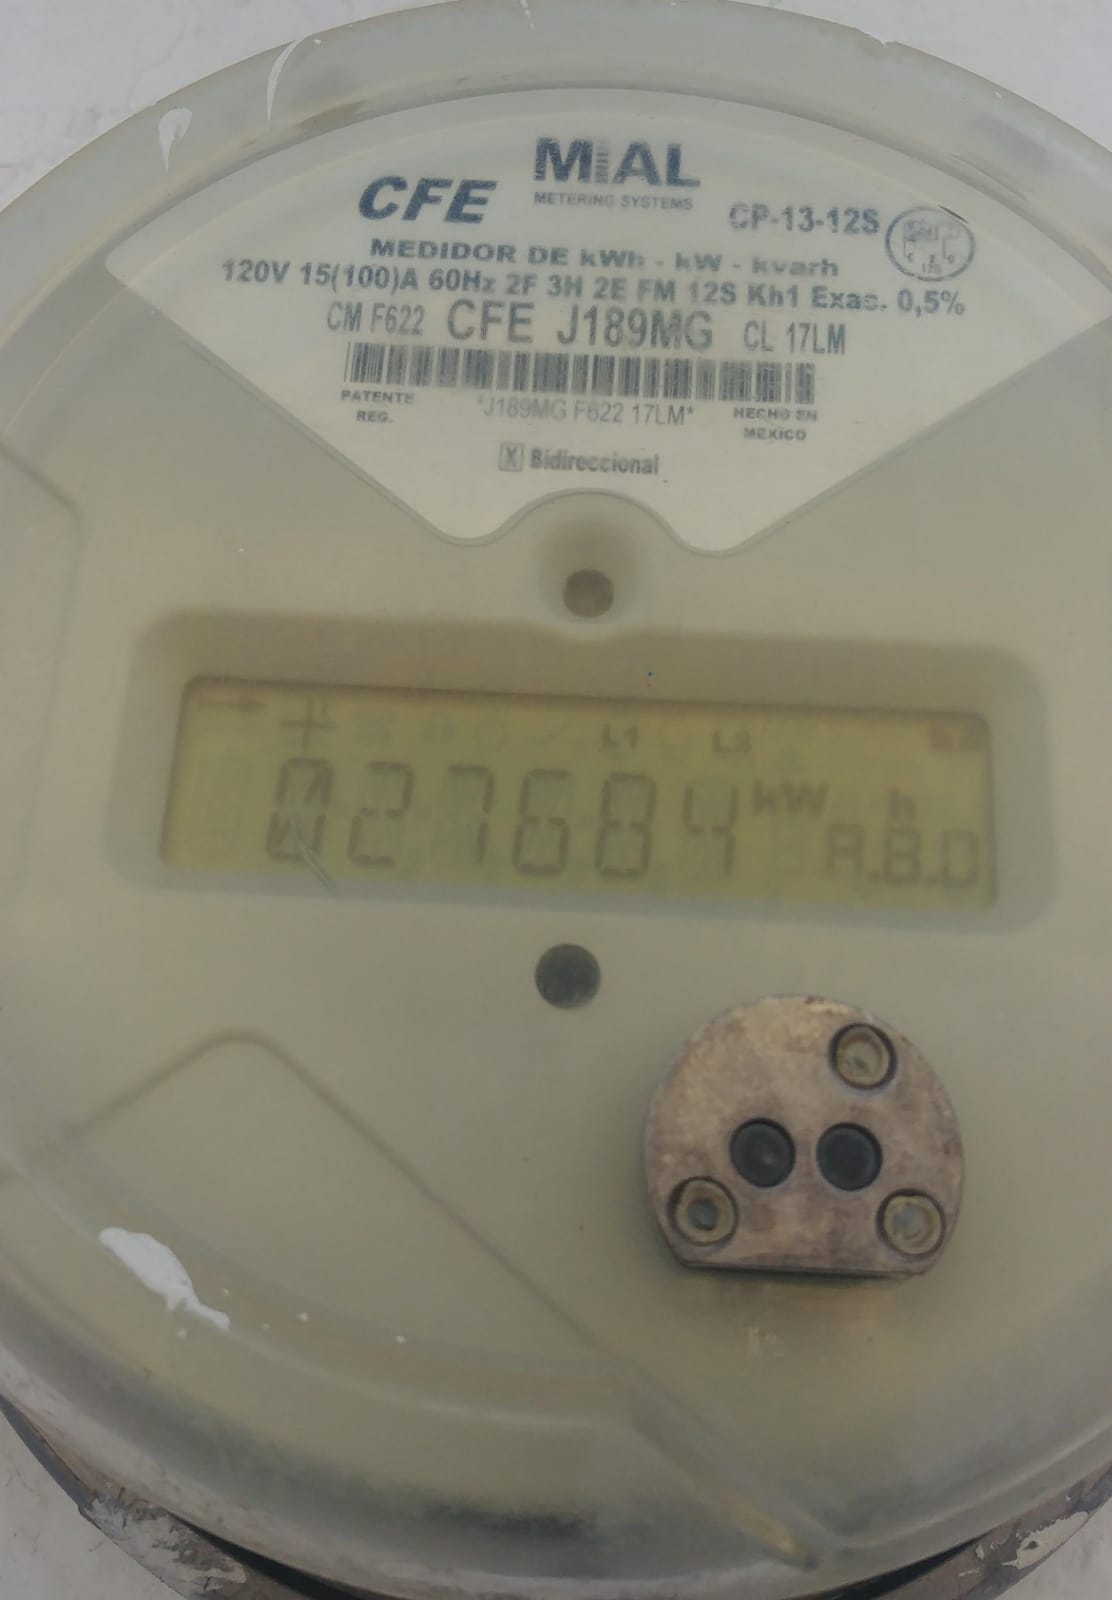 MIAL
CFE METERING SYSTEMS CP-13-12S
MEDIDOR DE kWh - kW - kvarh
120V 15(100)A 60Hz 2F 3H 2E FM 12S Kh1 Exac. 0,5%
CM F622 CFE J189MG CL 17LM
PATENTE REG. *J189MG F622 17LM* HECHO EN MEXICO
X Bidireccional
L1 L3
027684 kW h